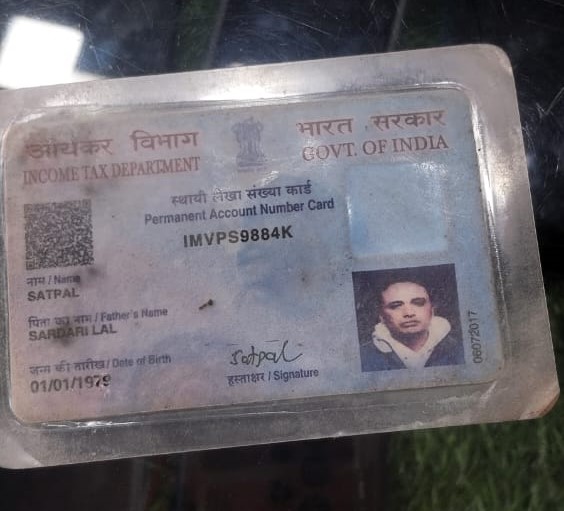 आयकर विभाग
INCOME TAX DEPARTMENT
भारत सरकार
GOVT. OF INDIA
स्थायी लेखा संख्या कार्ड
Permanent Account Number Card
IMVPS9884K
नाम / Name
SATPAL
पिता का नाम / Father's Name
SARDARI LAL
जन्म की तारीख / Date of Birth
01/01/1979
Satpal
हस्ताक्षर / Signature
06072017